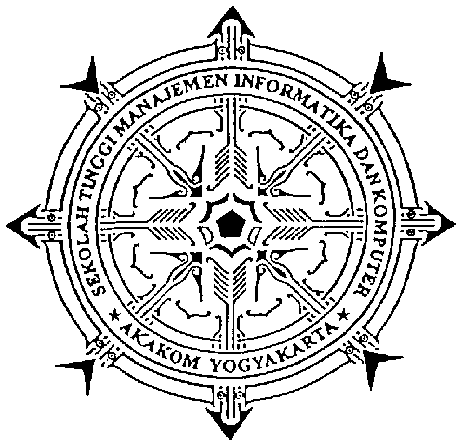 SEKOLAH TINGGI MANAJEMEN INFORMATIKA DAN KOMPUTER
★ AKAKOM YOGYAKARTA ★